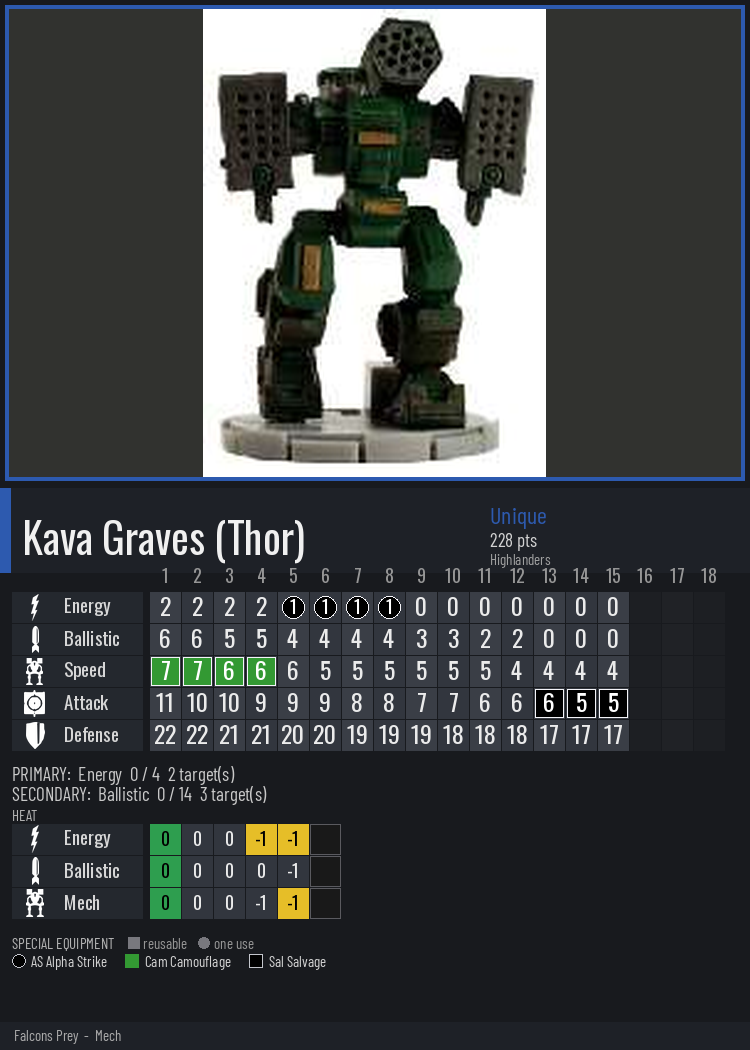 Kava Graves (Thor)
Unique
228 pts
Highlanders
1 2 3 4 5 6 7 8 9 10 11 12 13 14 15 16 17 18
Energy 2 2 2 2 1 1 1 1 0 0 0 0 0 0 0
Ballistic 6 6 5 5 4 4 4 4 3 3 2 2 0 0 0
Speed 7 7 6 6 6 5 5 5 5 5 5 4 4 4 4
Attack 11 10 10 9 9 9 8 8 7 7 6 6 6 5 5
Defense 22 22 21 21 20 20 19 19 19 18 18 18 17 17 17
PRIMARY: Energy 0 / 4 2 target(s)
SECONDARY: Ballistic 0 / 14 3 target(s)
HEAT
Energy 0 0 0 -1 -1
Ballistic 0 0 0 0 -1
Mech 0 0 0 -1 -1
SPECIAL EQUIPMENT reusable one use
AS Alpha Strike Cam Camouflage Sal Salvage
Falcons Prey - Mech